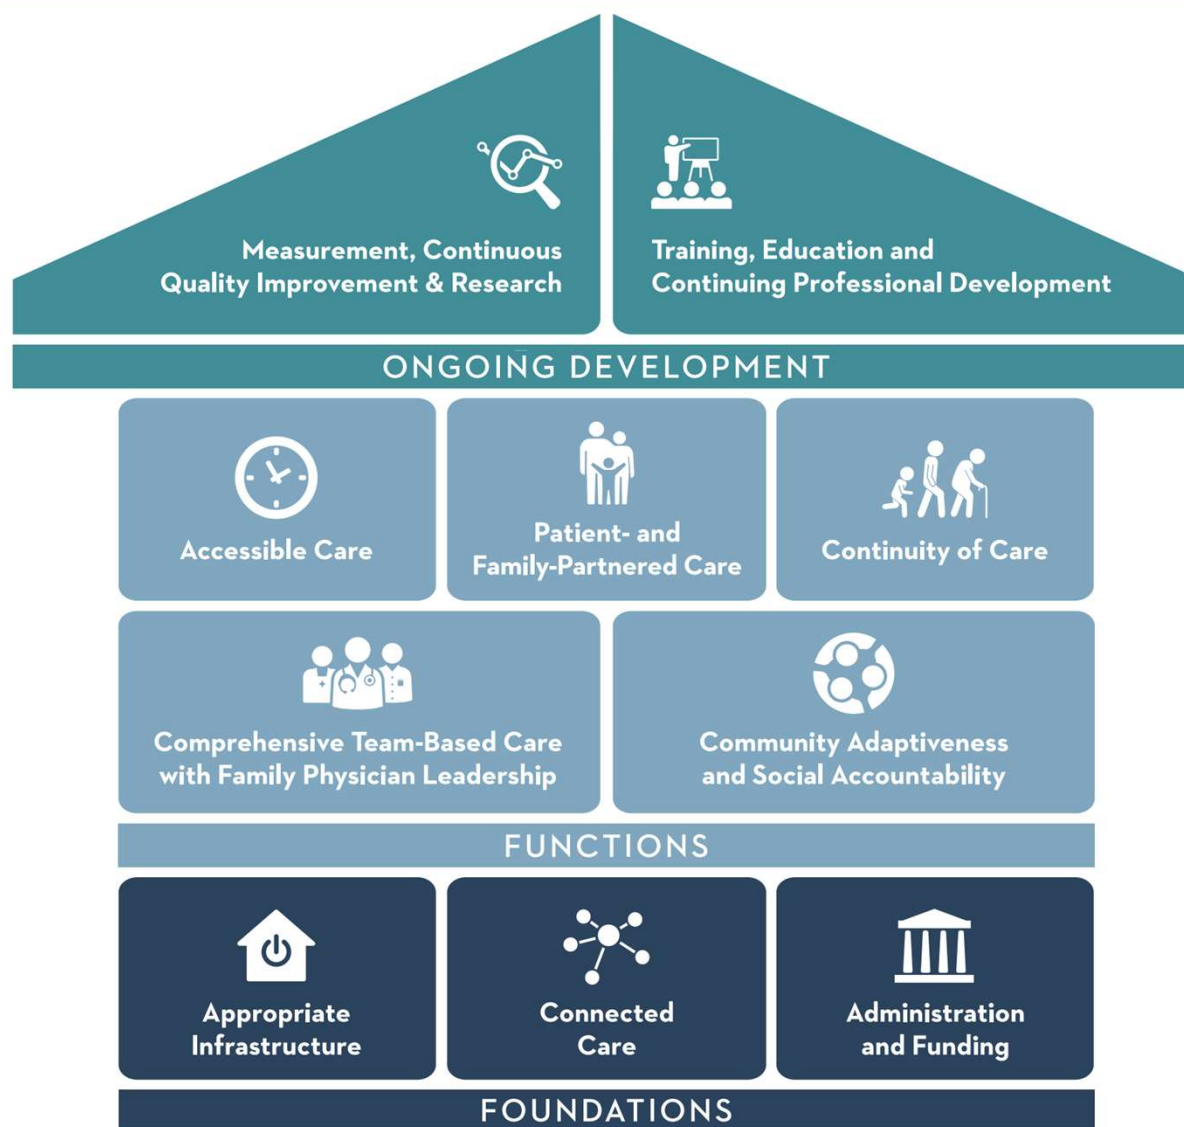 Measurement, Continuous
Quality Improvement & Research
Training, Education and
Continuing Professional Development
ONGOING DEVELOPMENT
Accessible Care
Patient- and
Family-Partnered Care
Continuity of Care
Comprehensive Team-Based Care
with Family Physician Leadership
Community Adaptiveness
and Social Accountability
FUNCTIONS
Appropriate
Infrastructure
Connected
Care
Administration
and Funding
FOUNDATIONS